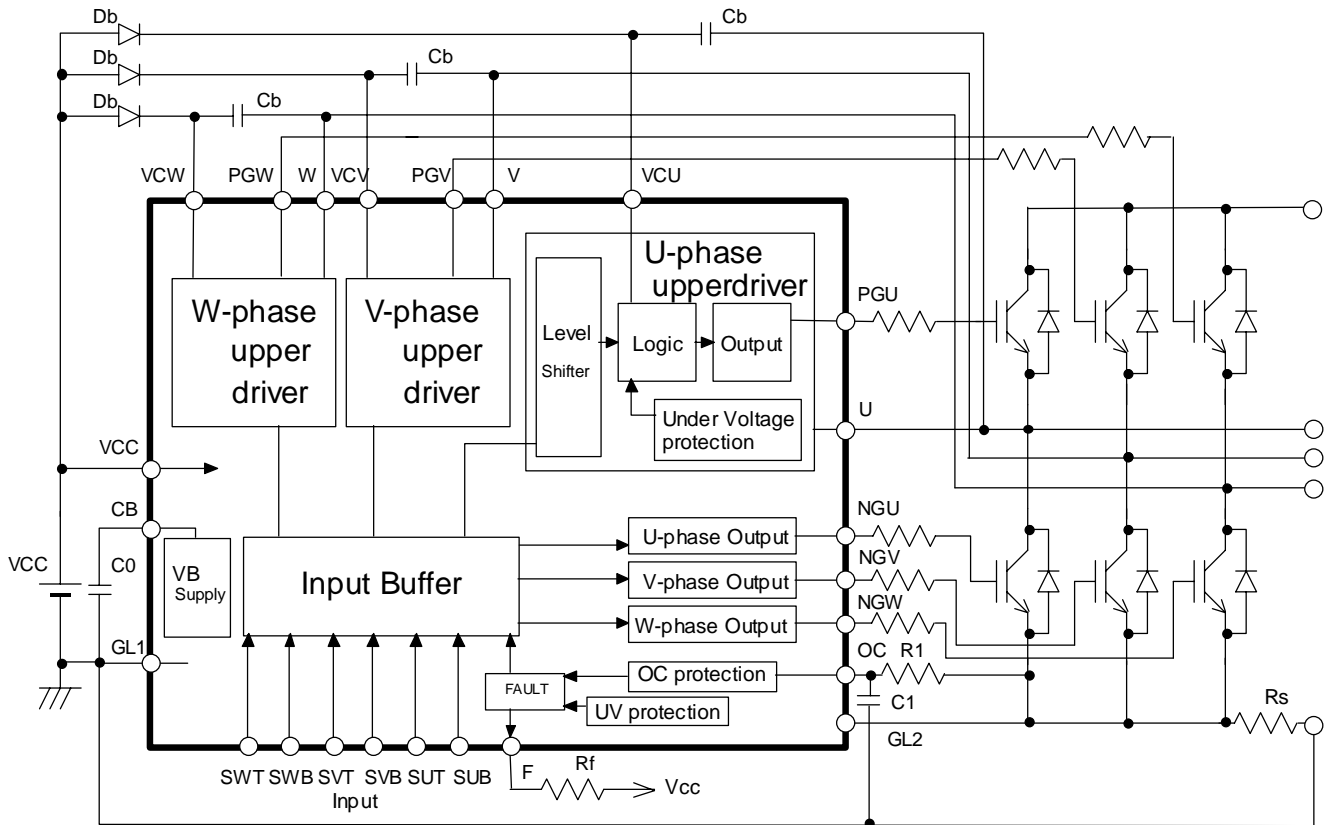 Db
Cb
Db
Cb
Db
Cb
VCW
PGW
W
VCV
PGV
V
VCU
W-phase
upper
driver
V-phase
upper
driver
U-phase
upperdriver
Level
Shifter
Logic
Output
Under Voltage
protection
PGU
U
VCC
CB
VCC
C0
VB
Supply
GL1
Input Buffer
U-phase Output
V-phase Output
W-phase Output
NGU
NGV
NGW
OC
R1
OC protection
FAULT
UV protection
C1
GL2
Rs
SWT
SWB
SVT
SVB
SUT
SUB
F
Rf
Vcc
Input